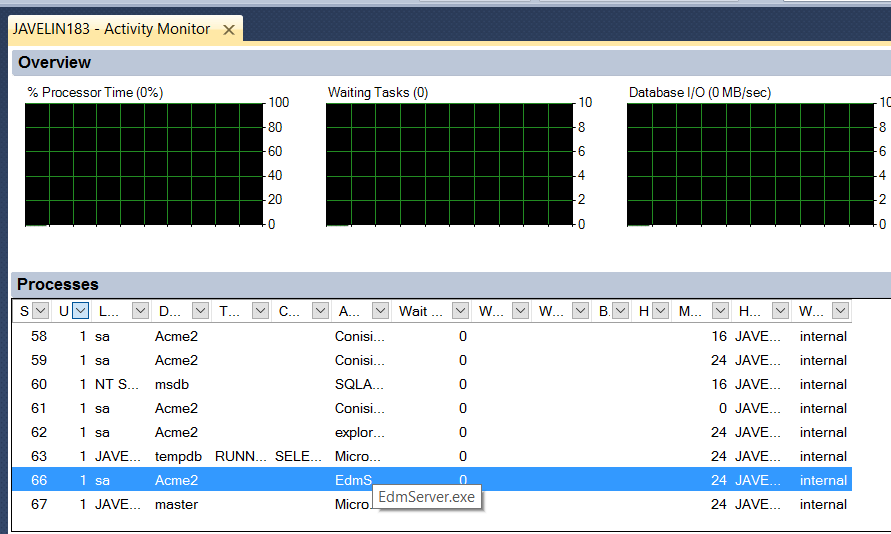 JAVELIN183 - Activity Monitor
Overview
% Processor Time (0%) Waiting Tasks (0) Database I/O (0 MB/sec)
100 10 10
80 8 8
60 6 6
40 4 4
20 2 2
0 0 0
Processes
S U L... D... T... C... A... Wait ... W... W... B. H M... H... W...
58 1 sa Acme2 Conisi... 0 16 JAVE... internal
59 1 sa Acme2 Conisi... 0 24 JAVE... internal
60 1 NT S... msdb SQLA... 0 16 JAVE... internal
61 1 sa Acme2 Conisi... 0 0 JAVE... internal
62 1 sa Acme2 explor... 0 24 JAVE... internal
63 1 JAVE... tempdb RUNN... SELE... Micro... 0 24 JAVE... internal
66 1 sa Acme2 EdmS 0 24 JAVE... internal
EdmServer.exe
67 1 JAVE... master Micro.. 24 JAVE... internal